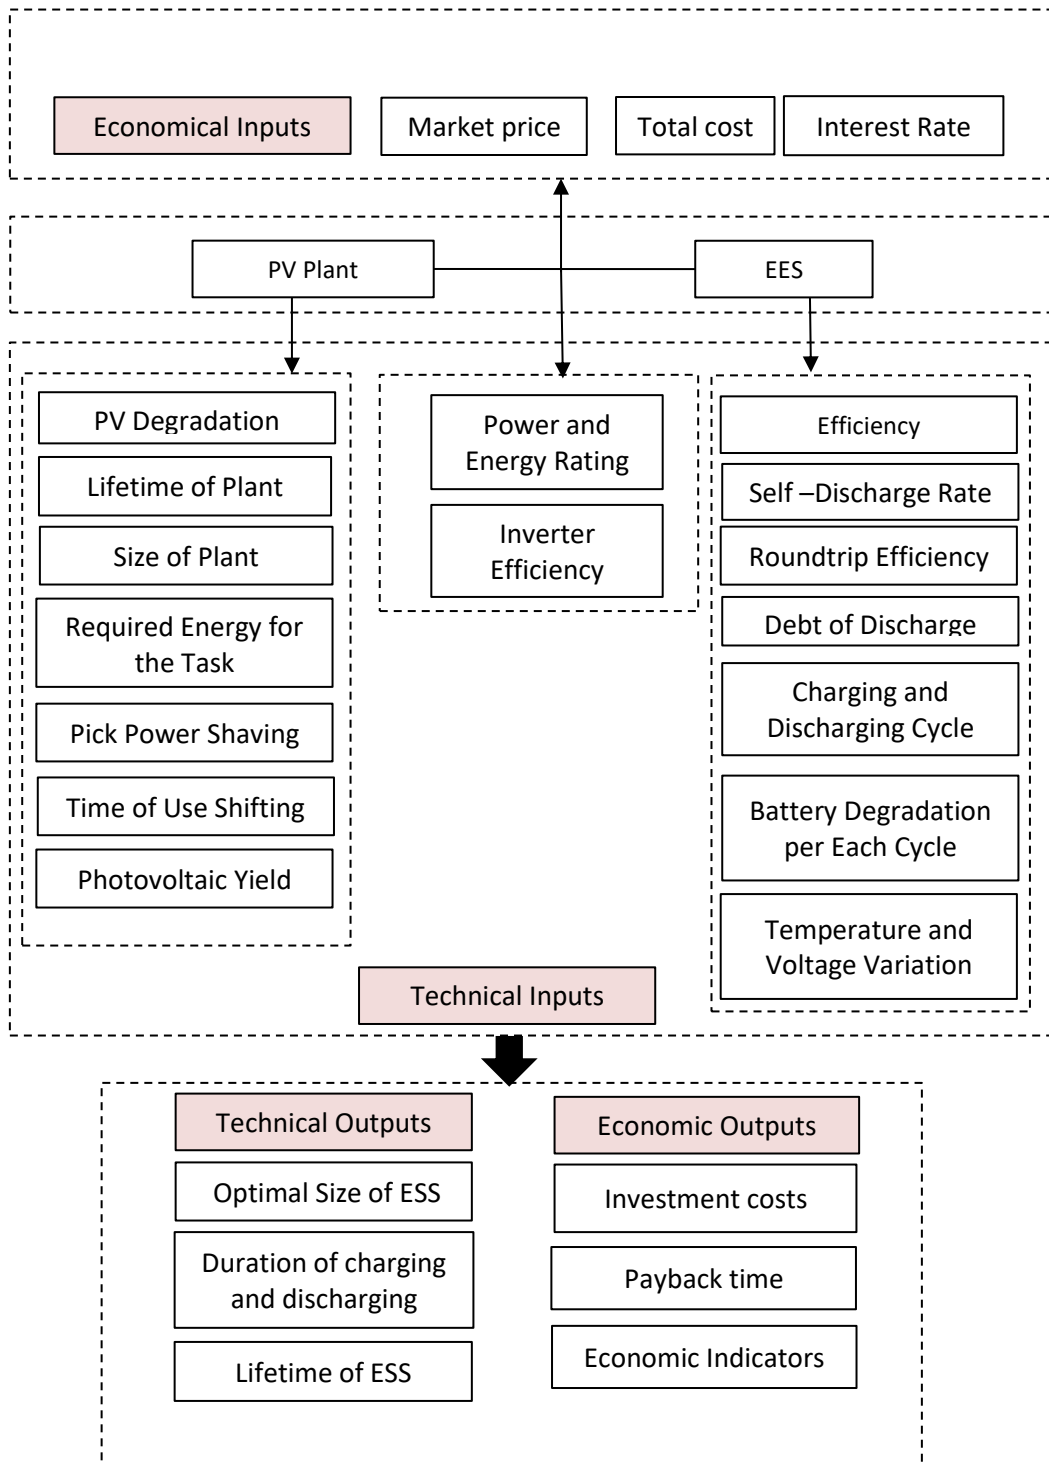 Economical Inputs
Market price
Total cost
Interest Rate
PV Plant
EES
PV Degradation
Lifetime of Plant
Size of Plant
Required Energy for
the Task
Pick Power Shaving
Time of Use Shifting
Photovoltaic Yield
Power and
Energy Rating
Inverter
Efficiency
Efficiency
Self –Discharge Rate
Roundtrip Efficiency
Debt of Discharge
Charging and
Discharging Cycle
Battery Degradation
per Each Cycle
Temperature and
Voltage Variation
Technical Inputs
Technical Outputs
Optimal Size of ESS
Duration of charging
and discharging
Lifetime of ESS
Economic Outputs
Investment costs
Payback time
Economic Indicators